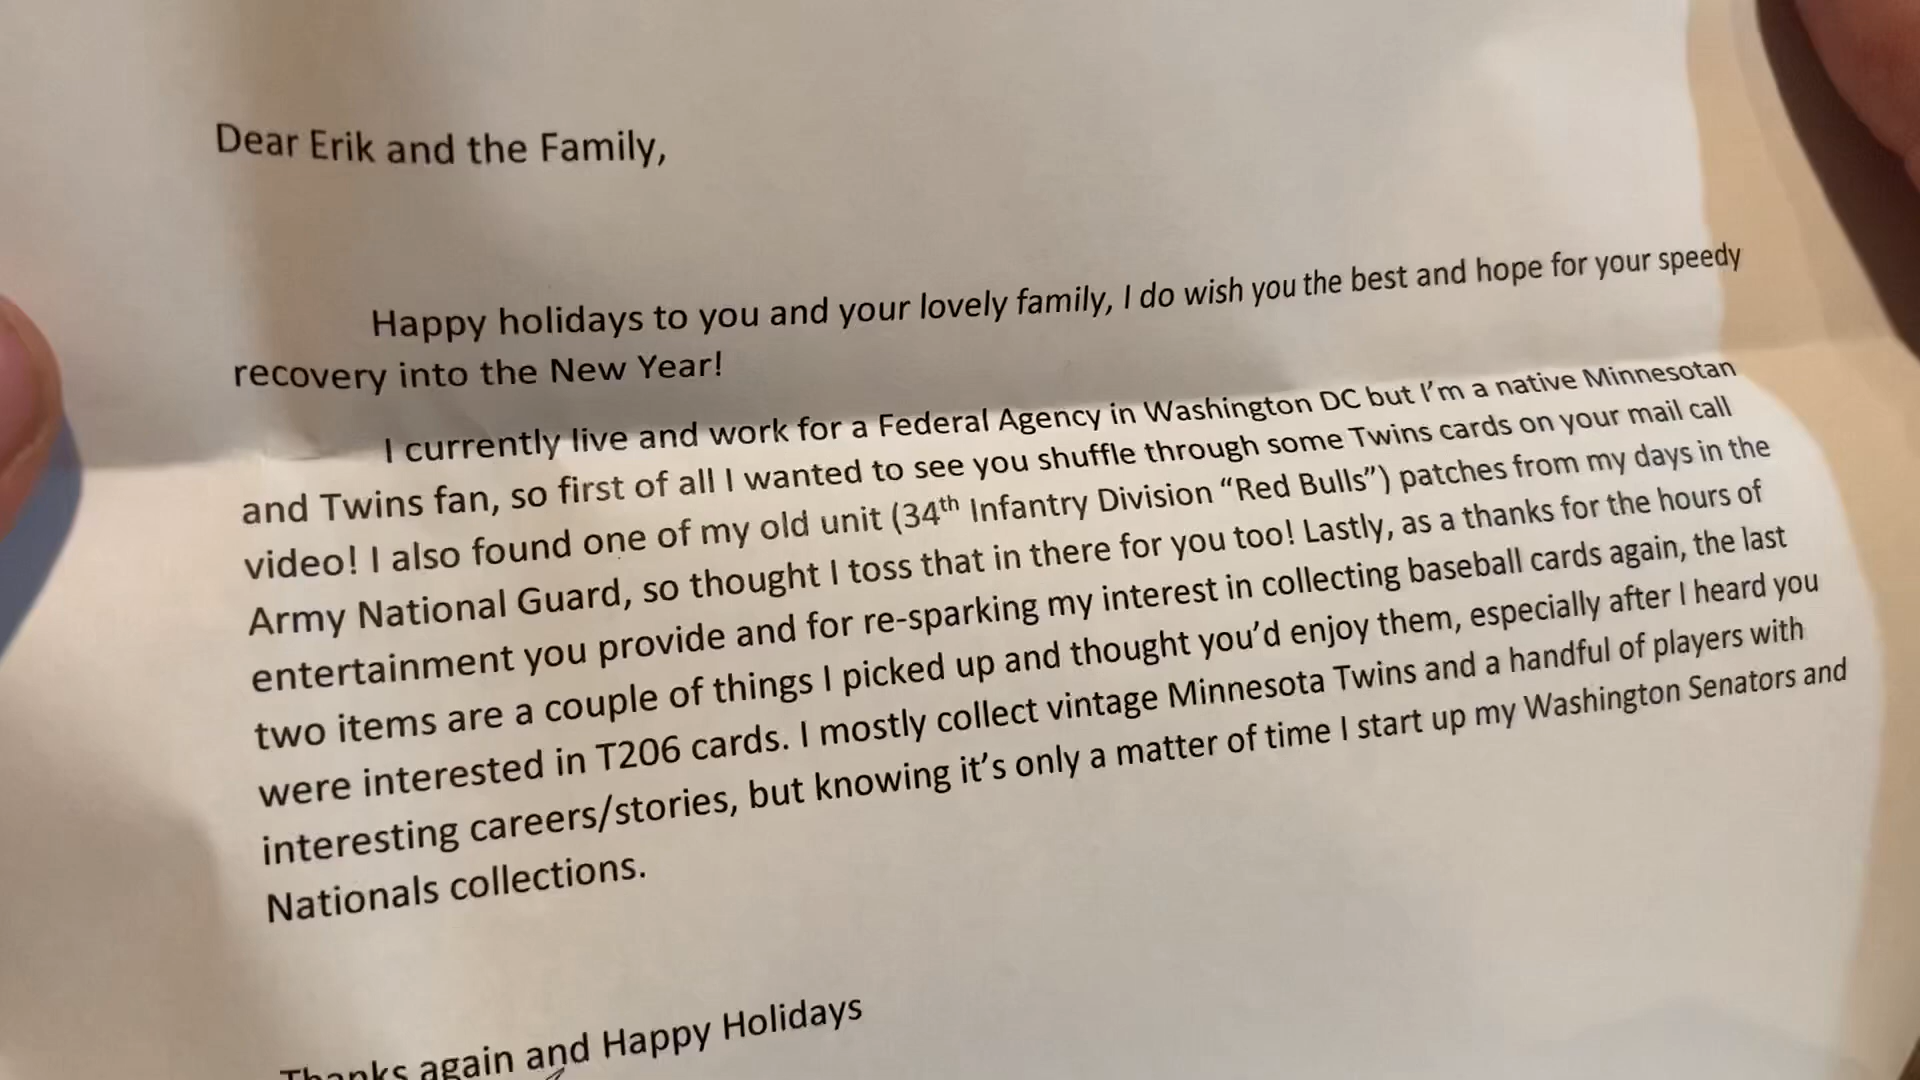 Dear Erik and the Family,
Happy holidays to you and your lovely family, I do wish you the best and hope for your speedy
recovery into the New Year!
I currently live and work for a Federal Agency in Washington DC but I’m a native Minnesotan
and Twins fan, so first of all I wanted to see you shuffle through some Twins cards on your mail call
video! I also found one of my old unit (34th Infantry Division “Red Bulls”) patches from my days in the
Army National Guard, so thought I toss that in there for you too! Lastly, as a thanks for the hours of
entertainment you provide and for re-sparking my interest in collecting baseball cards again, the last
two items are a couple of things I picked up and thought you’d enjoy them, especially after I heard you
were interested in T206 cards. I mostly collect vintage Minnesota Twins and a handful of players with
interesting careers/stories, but knowing it’s only a matter of time I start up my Washington Senators and
Nationals collections.
Thanks again and Happy Holidays